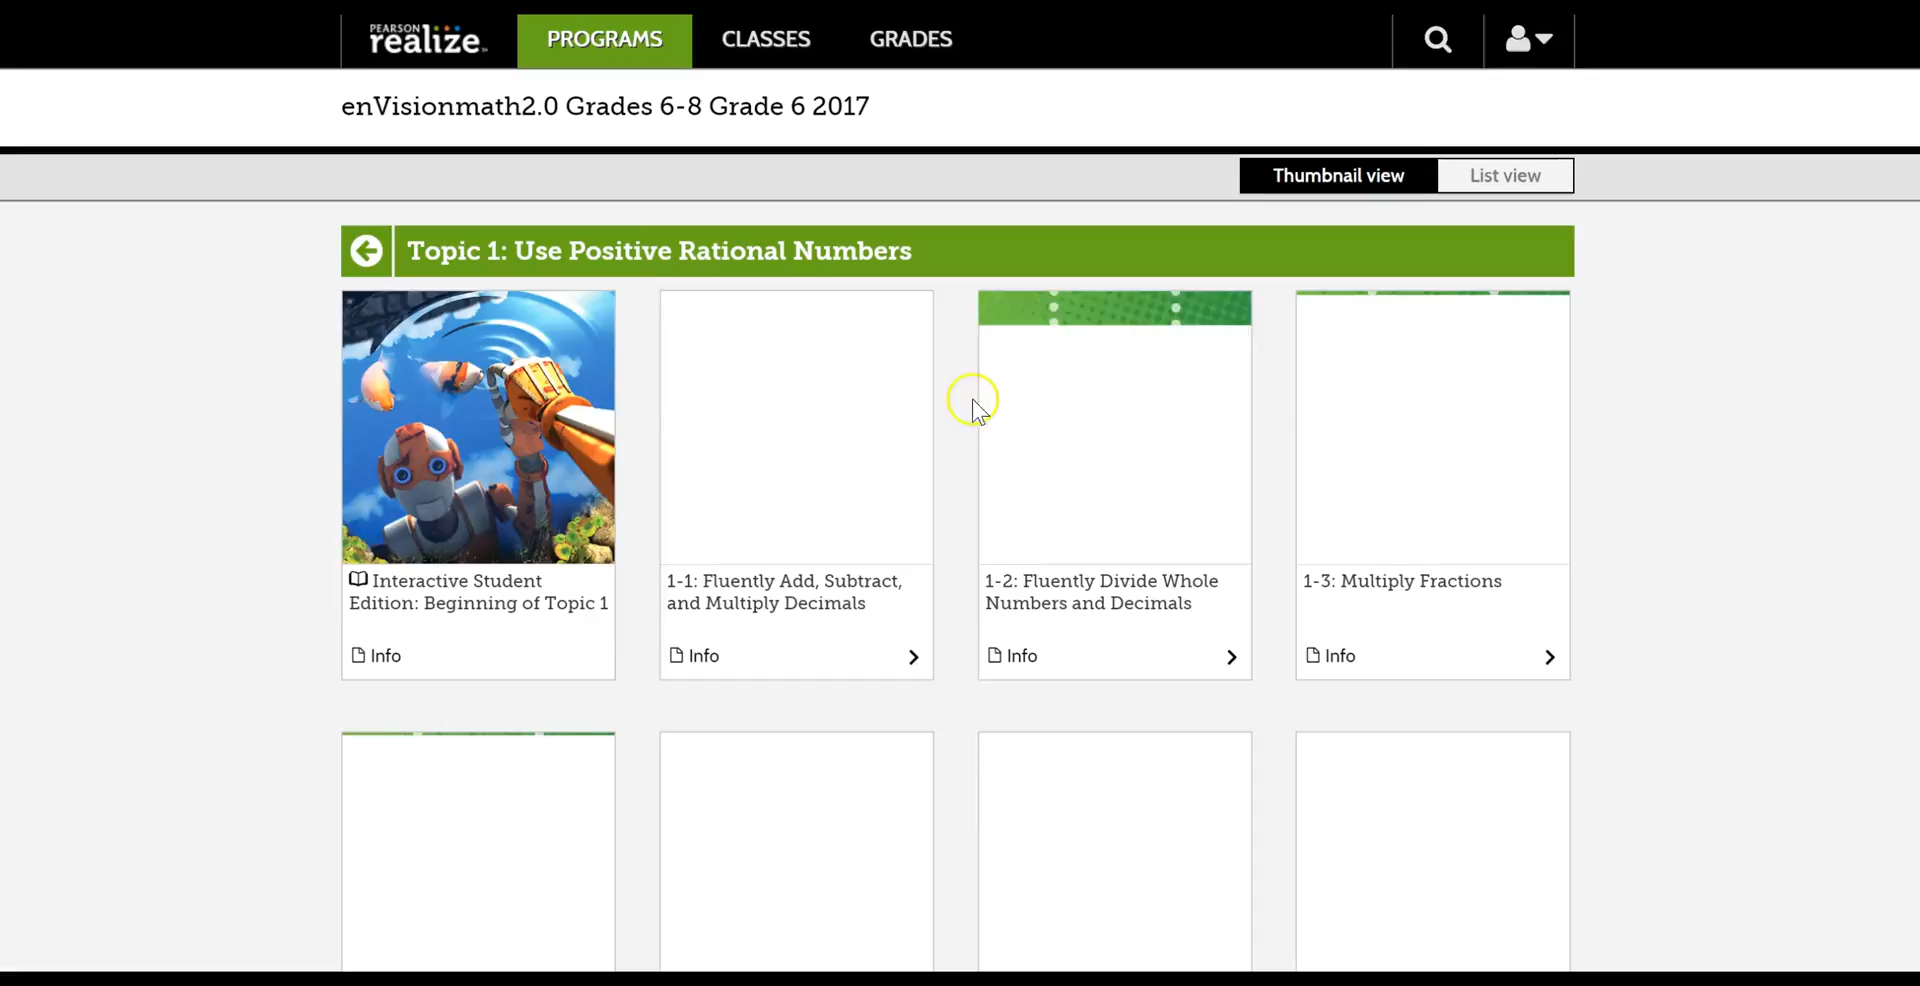 PEARSON
realize
PROGRAMS
CLASSES
GRADES
enVisionmath2.0 Grades 6-8 Grade 6 2017
Thumbnail view
List view
Topic 1: Use Positive Rational Numbers
Interactive Student
Edition: Beginning of Topic 1
Info
1-1: Fluently Add, Subtract,
and Multiply Decimals
Info
1-2: Fluently Divide Whole
Numbers and Decimals
Info
1-3: Multiply Fractions
Info